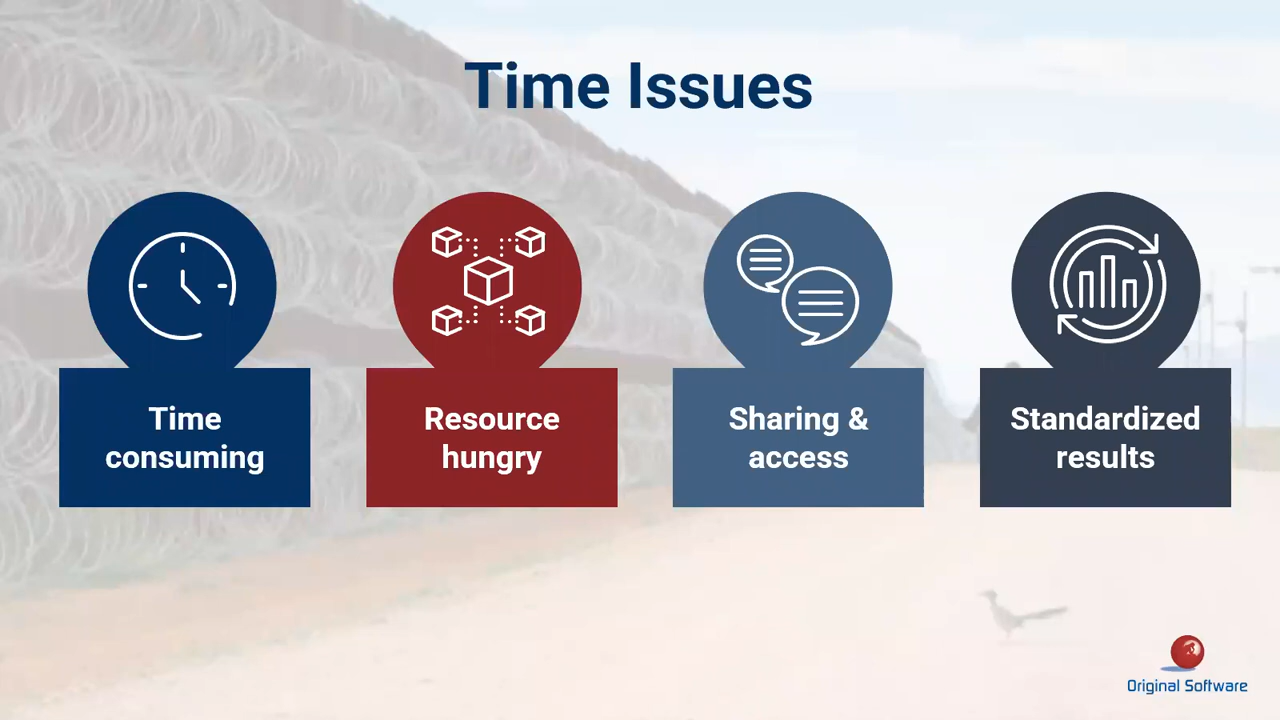 Time Issues
Time
consuming
Resource
hungry
Sharing &
access
Standardized
results
Original Software